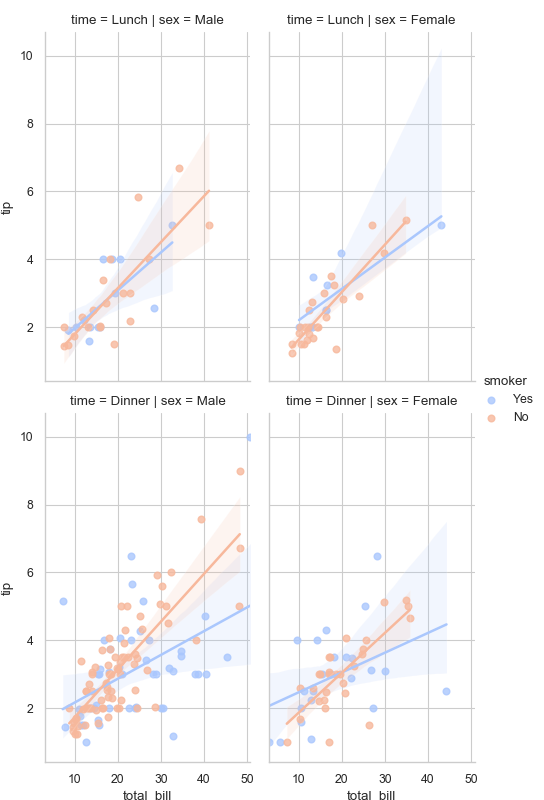 time = Lunch | sex = Male
time = Lunch | sex = Female
10
8
6
4
2
tip
smoker
Yes
No
time = Dinner | sex = Male
time = Dinner | sex = Female
10
8
6
4
2
tip
10 20 30 40 50
10 20 30 40 50
total_bill
total_bill